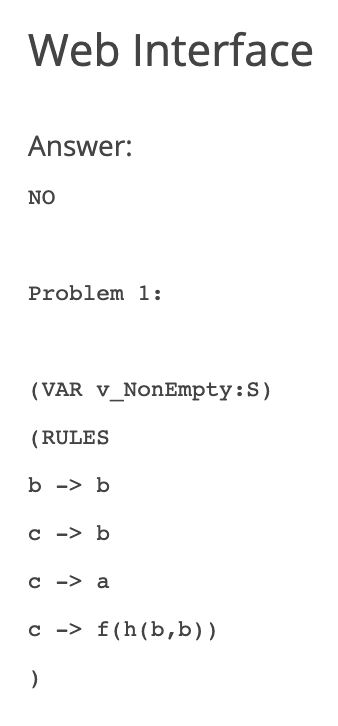 Web Interface
Answer:
NO
Problem 1:
(VAR v_NonEmpty:S)
(RULES
b -> b
c -> b
c -> a
c -> f(h(b,b))
)